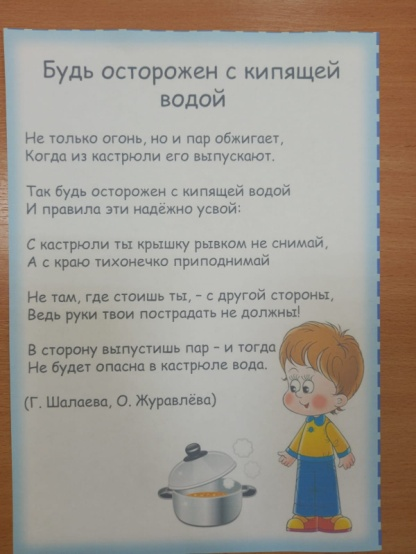 Будь осторожен с кипящей
водой
Не только огонь, но и пар обжигает,
Когда из кастрюли его выпускают.
Так будь осторожен с кипящей водой
И правила эти надёжно усвой:
С кастрюли ты крышку рывком не снимай,
А с краю тихонечко приподнимай
Не там, где стоишь ты, – с другой стороны,
Ведь руки твои пострадать не должны!
В сторону выпустишь пар – и тогда
Не будет опасна в кастрюле вода.
(Г. Шалаева, О. Журавлёва)